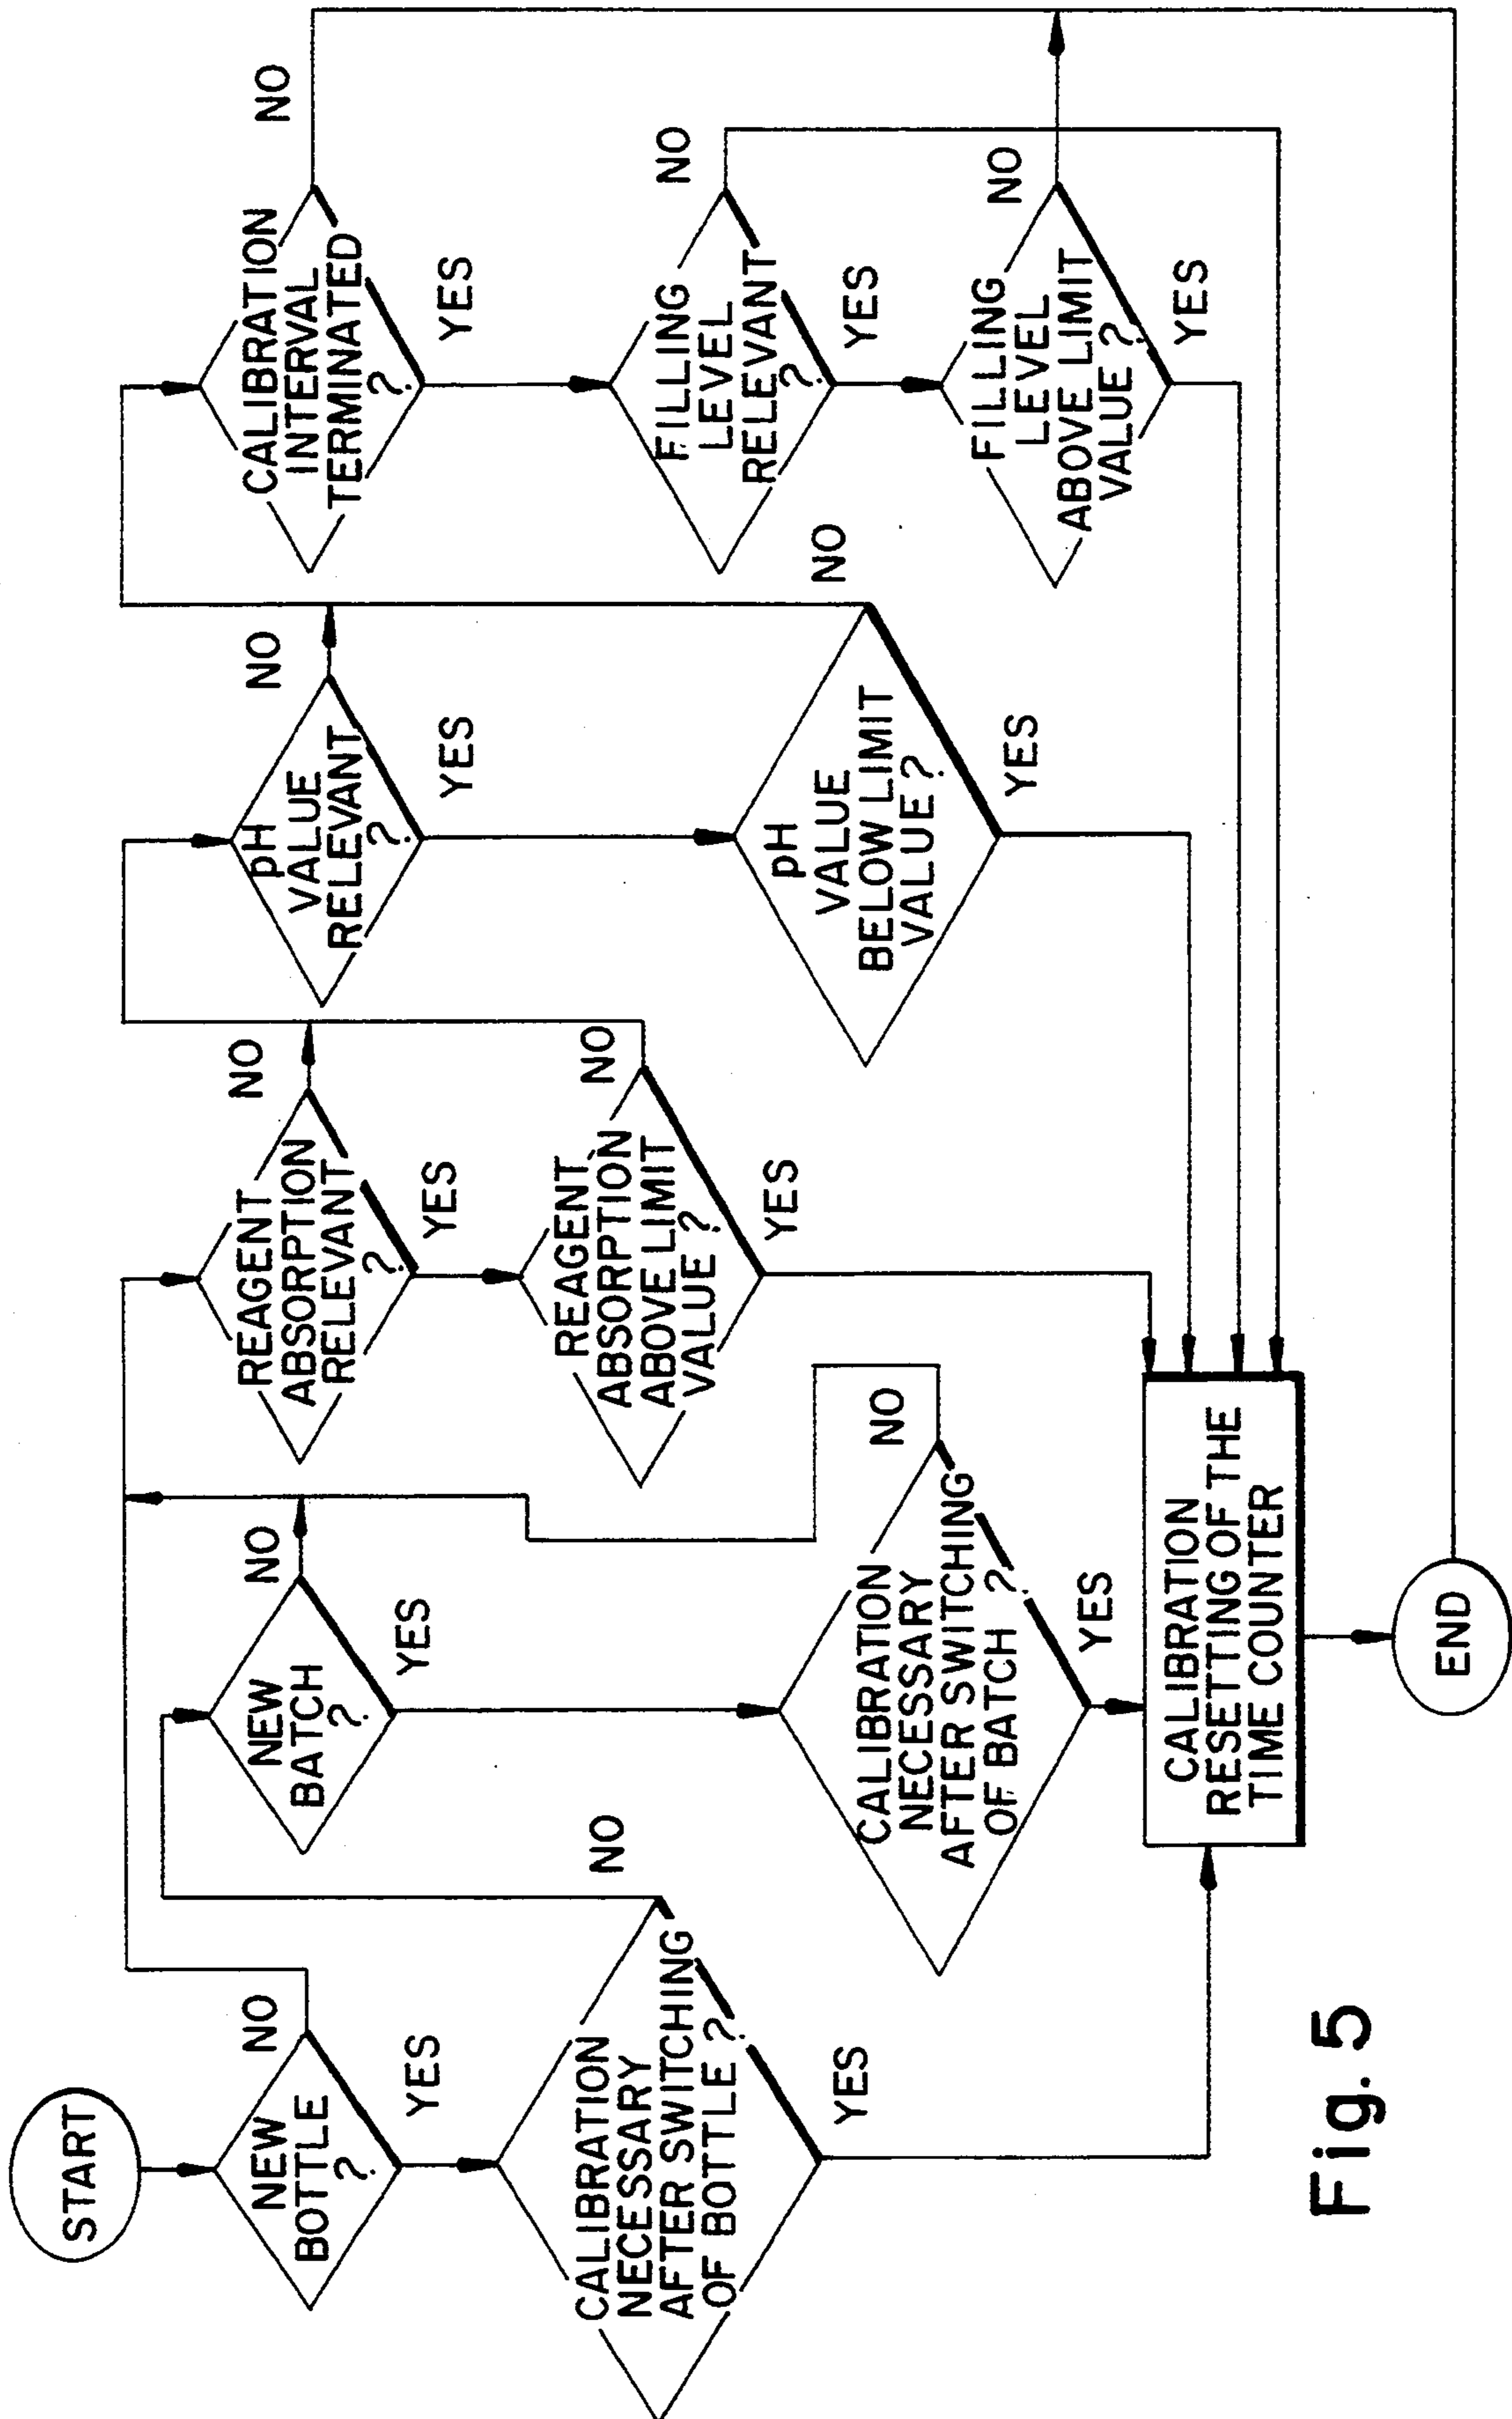 START
NEW
BOTTLE
?
NO
YES
CALIBRATION
NECESSARY
AFTER SWITCHING
OF BOTTLE ?
NO
YES
NEW
BATCH
?
NO
YES
CALIBRATION
NECESSARY
AFTER SWITCHING
OF BATCH ?
NO
YES
REAGENT
ABSORPTION
RELEVANT
?
NO
YES
REAGENT
ABSORPTION
ABOVE LIMIT
VALUE ?
NO
YES
pH
VALUE
RELEVANT
?
NO
YES
pH
VALUE
BELOW LIMIT
VALUE ?
NO
YES
CALIBRATION
INTERVAL
TERMINATED
?
NO
YES
FILLING
LEVEL
RELEVANT
?
NO
YES
FILLING
LEVEL
ABOVE LIMIT
VALUE ?
NO
YES
CALIBRATION
RESETTING OF THE
TIME COUNTER
END
Fig. 5